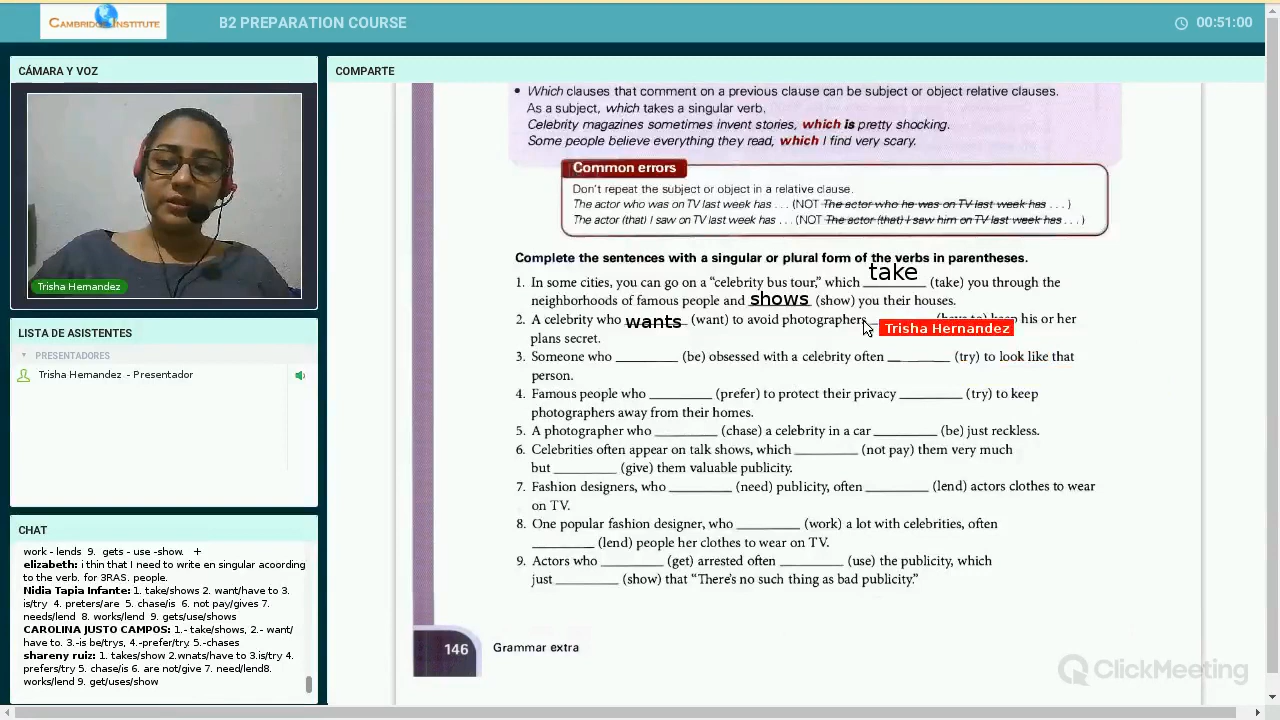 CAMBRIDGE INSTITUTE
B2 PREPARATION COURSE
00:51:00
CÁMARA Y VOZ
Trisha Hernandez
LISTA DE ASISTENTES
PRESENTADORES
Trisha Hernandez - Presentador
CHAT
work - lends 9. gets - use -show. +
elizabeth: i thin that I need to write en singular acoording
to the verb. for 3RAS. people.
Nidia Tapia Infante: 1. take/shows 2. want/have to 3.
is/try 4. preters/are 5. chase/is 6. not pay/gives 7.
needs/lend 8. works/lend 9. gets/use/shows
CAROLINA JUSTO CAMPOS: 1.- take/shows, 2.- want/
have to. 3.-is be/trys, 4.-prefer/try. 5.-chases
shareny ruiz: 1. takes/show 2.wnats/have to 3.is/try 4.
prefers/try 5. chase/is 6. are not/give 7. need/lend8.
works/lend 9. get/uses/show
COMPARTE
• Which clauses that comment on a previous clause can be subject or object relative clauses.
As a subject, which takes a singular verb.
Celebrity magazines sometimes invent stories, which is pretty shocking.
Some people believe everything they read, which I find very scary.
Common errors
Don't repeat the subject or object in a relative clause.
The actor who was on TV last week has . . . (NOT The actor who he was on TV last week has . . . )
The actor (that) I saw on TV last week has . . . (NOT The actor (that) I saw him on TV last week has . . . )
Complete the sentences with a singular or plural form of the verbs in parentheses.
1. In some cities, you can go on a “celebrity bus tour,” which take (take) you through the
neighborhoods of famous people and shows (show) you their houses.
2. A celebrity who wants (want) to avoid photographers Trisha Hernandez (have to) keep his or her
plans secret.
3. Someone who ________ (be) obsessed with a celebrity often ________ (try) to look like that
person.
4. Famous people who ________ (prefer) to protect their privacy ________ (try) to keep
photographers away from their homes.
5. A photographer who ________ (chase) a celebrity in a car ________ (be) just reckless.
6. Celebrities often appear on talk shows, which ________ (not pay) them very much
but ________ (give) them valuable publicity.
7. Fashion designers, who ________ (need) publicity, often ________ (lend) actors clothes to wear
on TV.
8. One popular fashion designer, who ________ (work) a lot with celebrities, often
________ (lend) people her clothes to wear on TV.
9. Actors who ________ (get) arrested often ________ (use) the publicity, which
just ________ (show) that “There's no such thing as bad publicity.”
146 Grammar extra
ClickMeeting